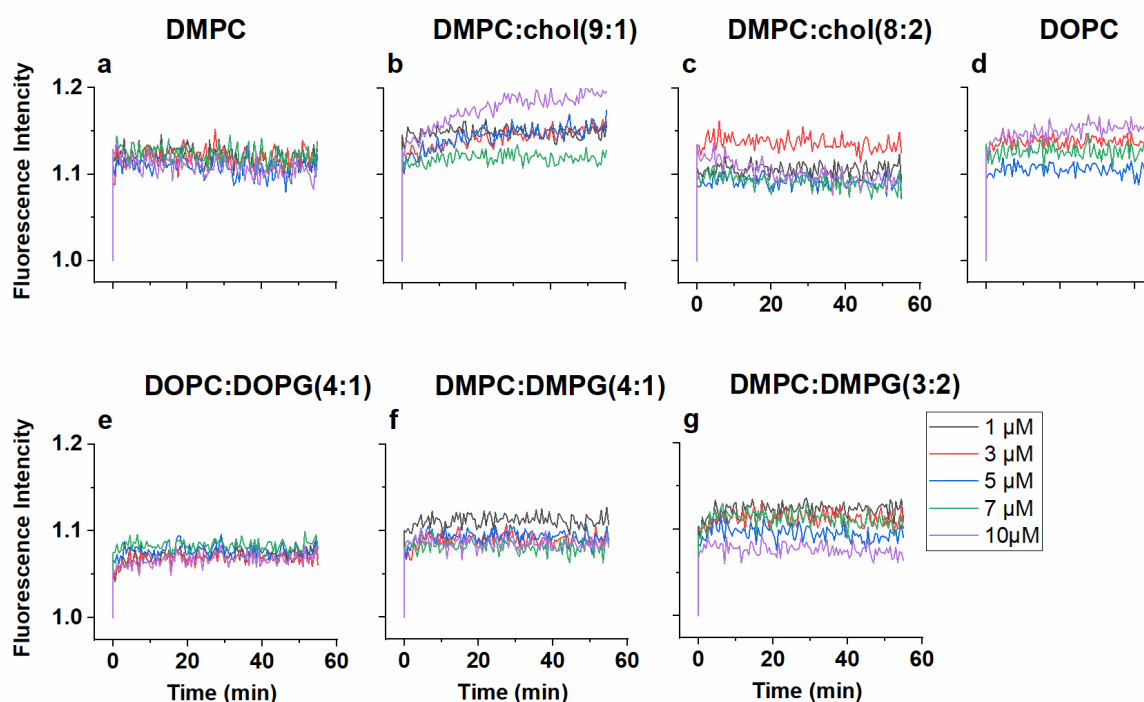 DMPC
DMPC:chol(9:1)
DMPC:chol(8:2)
DOPC
a
b
c
d
Fluorescence Intencity
1.2
1.1
1.0
0
20
40
60
DOPC:DOPG(4:1)
DMPC:DMPG(4:1)
DMPC:DMPG(3:2)
e
f
g
Fluorescence Intencity
1.2
1.1
1.0
0
20
40
60
Time (min)
0
20
40
60
Time (min)
0
20
40
60
Time (min)
1 µM
3 µM
5 µM
7 µM
10µM